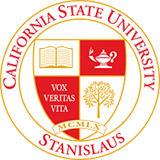 CALIFORNIA STATE UNIVERSITY
VOX
VERITAS
VITA
MCMLX
STANISLAUS